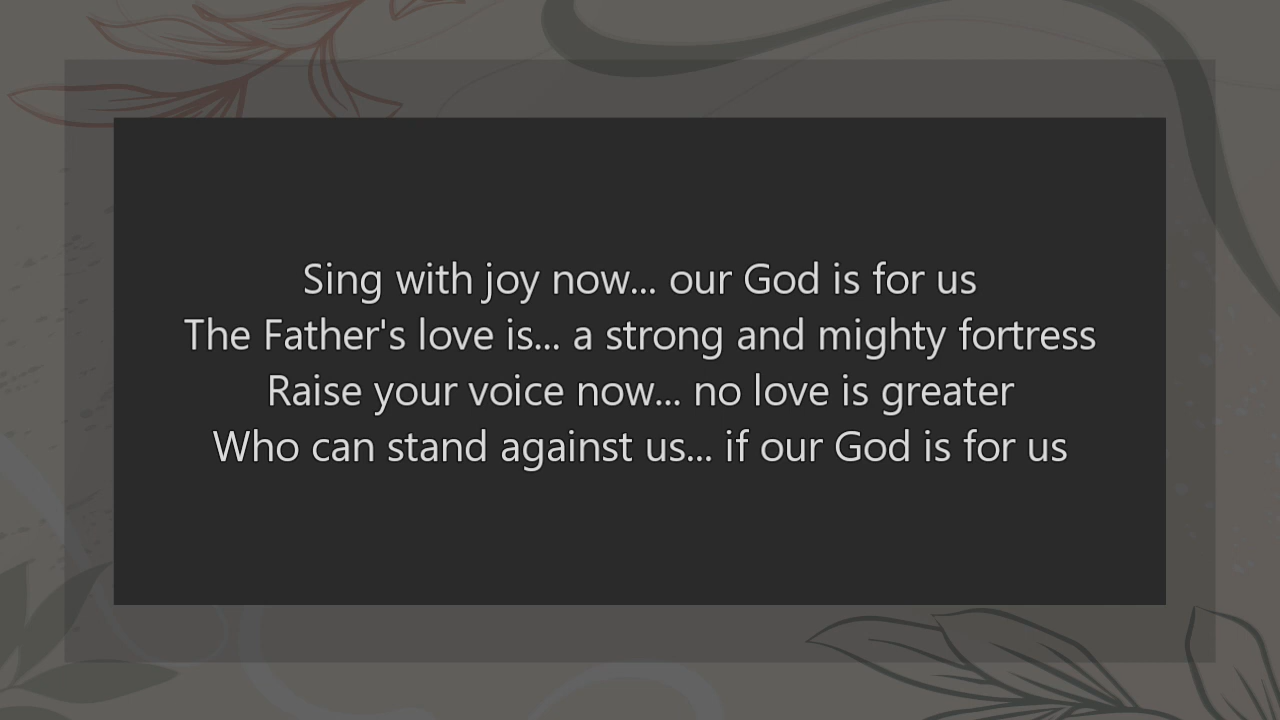 Sing with joy now... our God is for us
The Father's love is... a strong and mighty fortress
Raise your voice now... no love is greater
Who can stand against us... if our God is for us